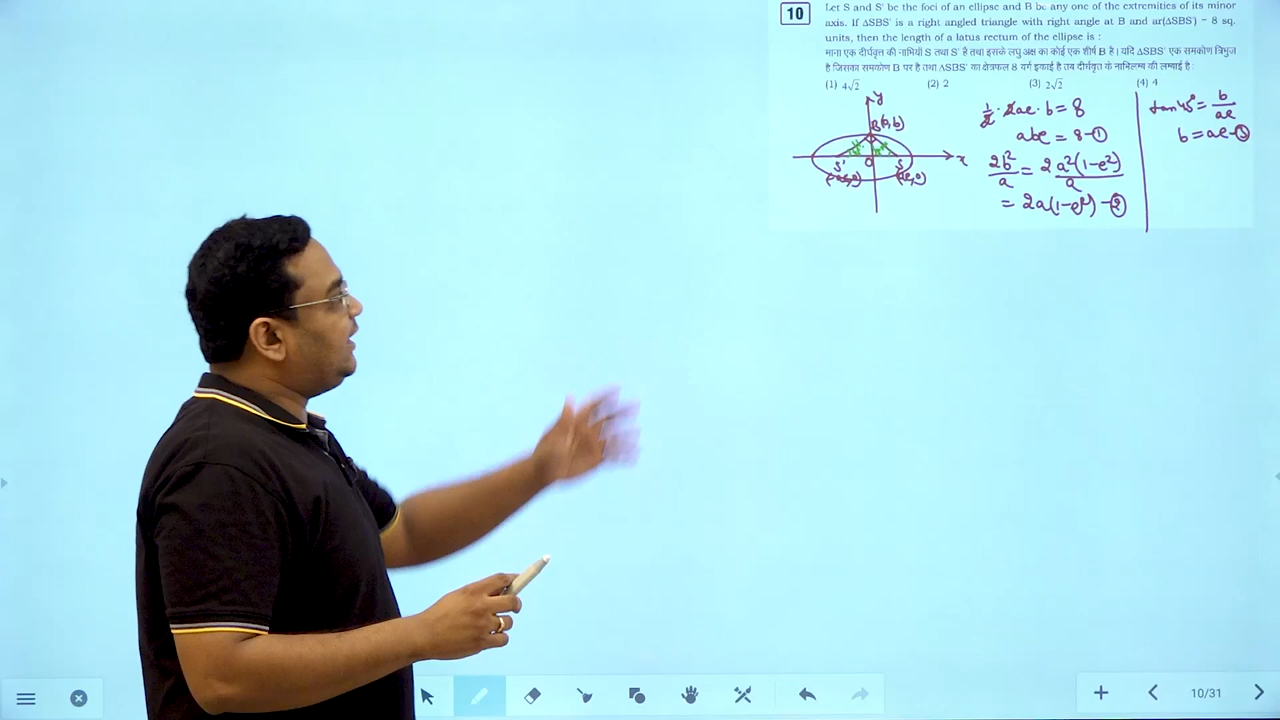 10
Let S and S' be the foci of an ellipse and B be any one of the extremities of its minor
axis. If ΔSBS' is a right angled triangle with right angle at B and ar(ΔSBS') = 8 sq.
units, then the length of a latus rectum of the ellipse is :
माना एक दीर्घवृत्त की नाभियाँ S तथा S' है तथा इसके लघु अक्ष का कोई एक शीर्ष B है। यदि ΔSBS' एक समकोण त्रिभुज
है जिसका समकोण B पर है तथा ΔSBS' का क्षेत्रफल 8 वर्ग इकाई है तब दीर्घवृत के नाभिलम्ब की लम्बाई है :
(1) 4√2 (2) 2 (3) 2√2 (4) 4
y
B(0,b)
S' O S x
(ae,0)
1/2 · 2ae · b = 8
abe = 8 - ①
2b²/a = 2 a²(1-e²)/a
= 2a(1-e²) - ②
tan45° = b/ae
b = ae - ③
10/31